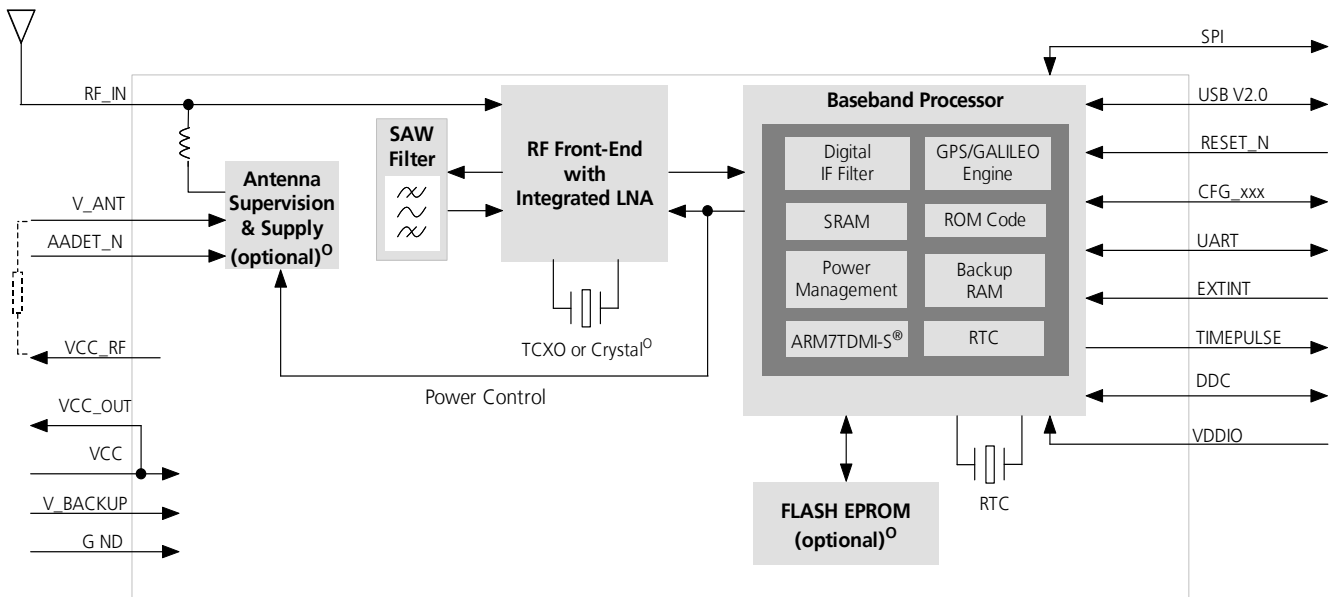 SPI
RF_IN
Baseband Processor
USB V2.0
SAW
Filter
RF Front-End
with
Integrated LNA
Digital
IF Filter
GPS/GALILEO
Engine
RESET_N
Antenna
Supervision
& Supply
(optional)O
V_ANT
AADET_N
SRAM
ROM Code
CFG_xxx
UART
Power
Management
Backup
RAM
EXTINT
VCC_RF
TCXO or CrystalO
ARM7TDMI-S®
RTC
TIMEPULSE
Power Control
DDC
VCC_OUT
VCC
VDDIO
V_BACKUP
G ND
FLASH EPROM
(optional)O
RTC